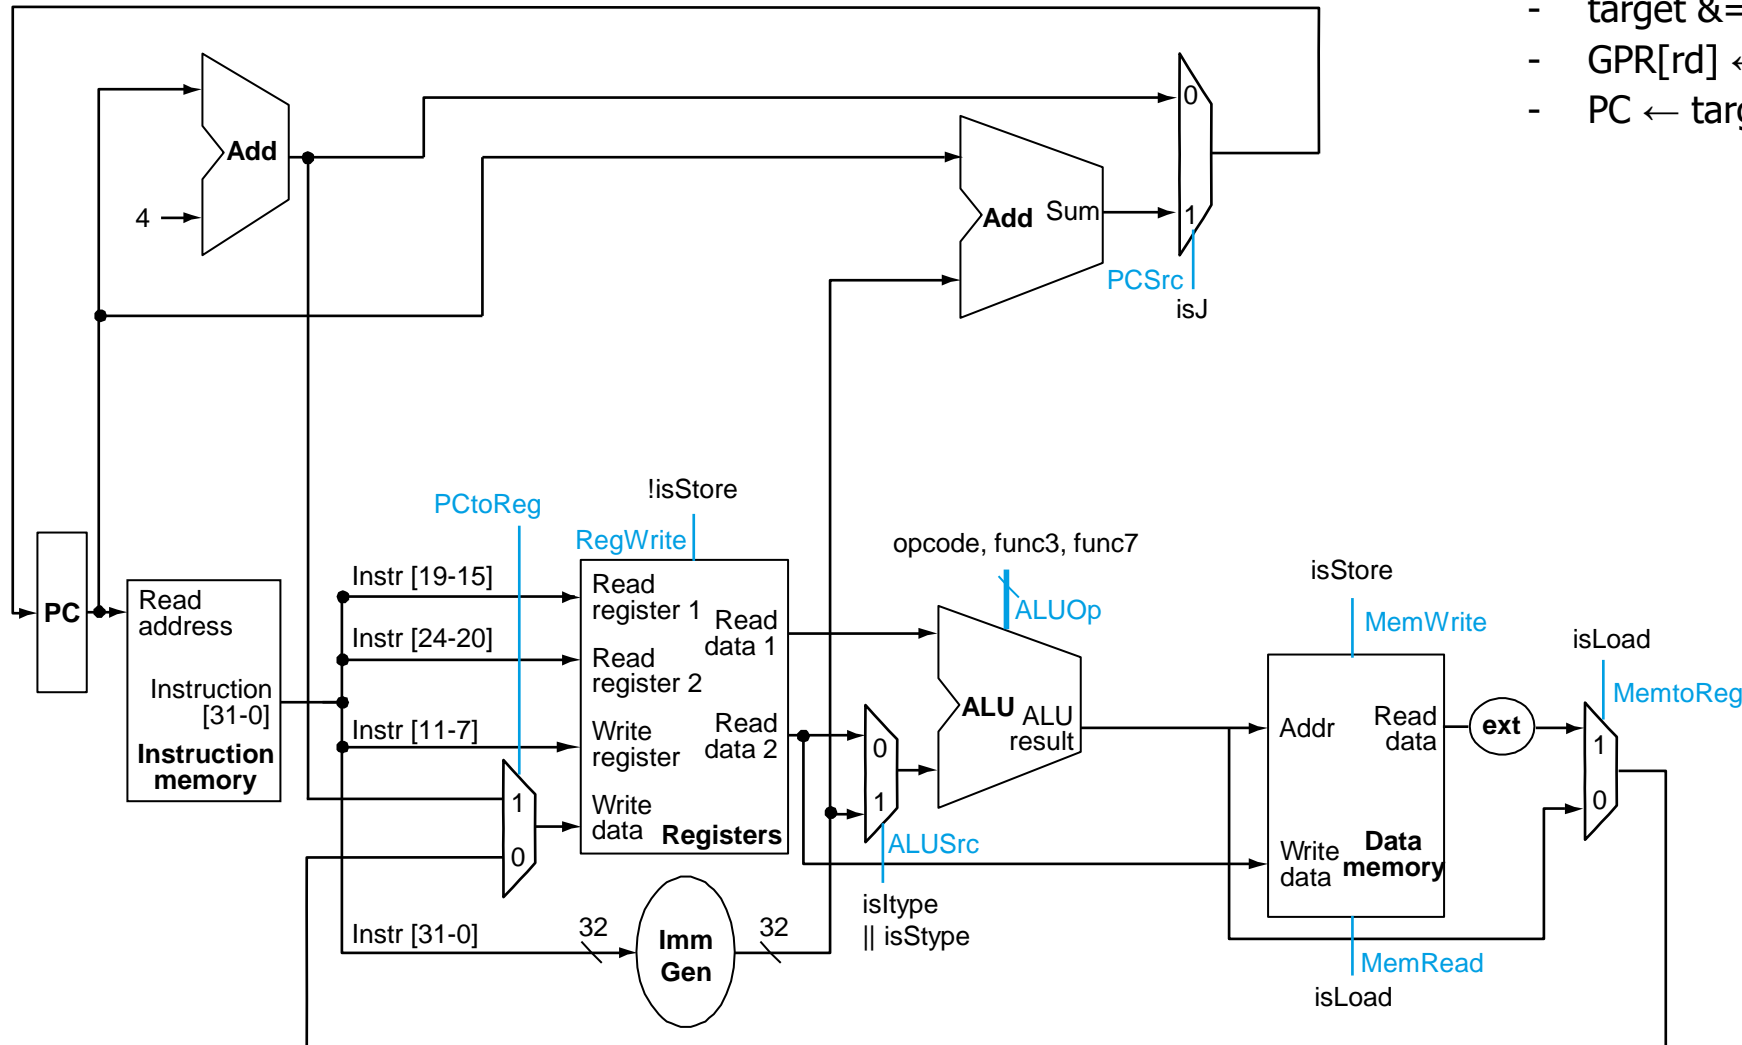 - target &=
- GPR[rd] ←
- PC ← targ
0
Add
4
Add Sum
1
PCSrc
isJ
!isStore
PCtoReg
RegWrite
opcode, func3, func7
isStore
ALUOp
MemWrite
isLoad
MemtoReg
PC
Read
address
Instruction
[31-0]
Instruction
memory
Instr [19-15]
Instr [24-20]
Instr [11-7]
Instr [31-0]
Read
register 1
Read
register 2
Write
register
Write
data
Registers
Read
data 1
Read
data 2
1
0
0
1
ALUSrc
isItype
|| isStype
ALU
ALU
result
Addr
Read
data
Write
data
Data
memory
ext
1
0
MemRead
isLoad
32
Imm
Gen
32